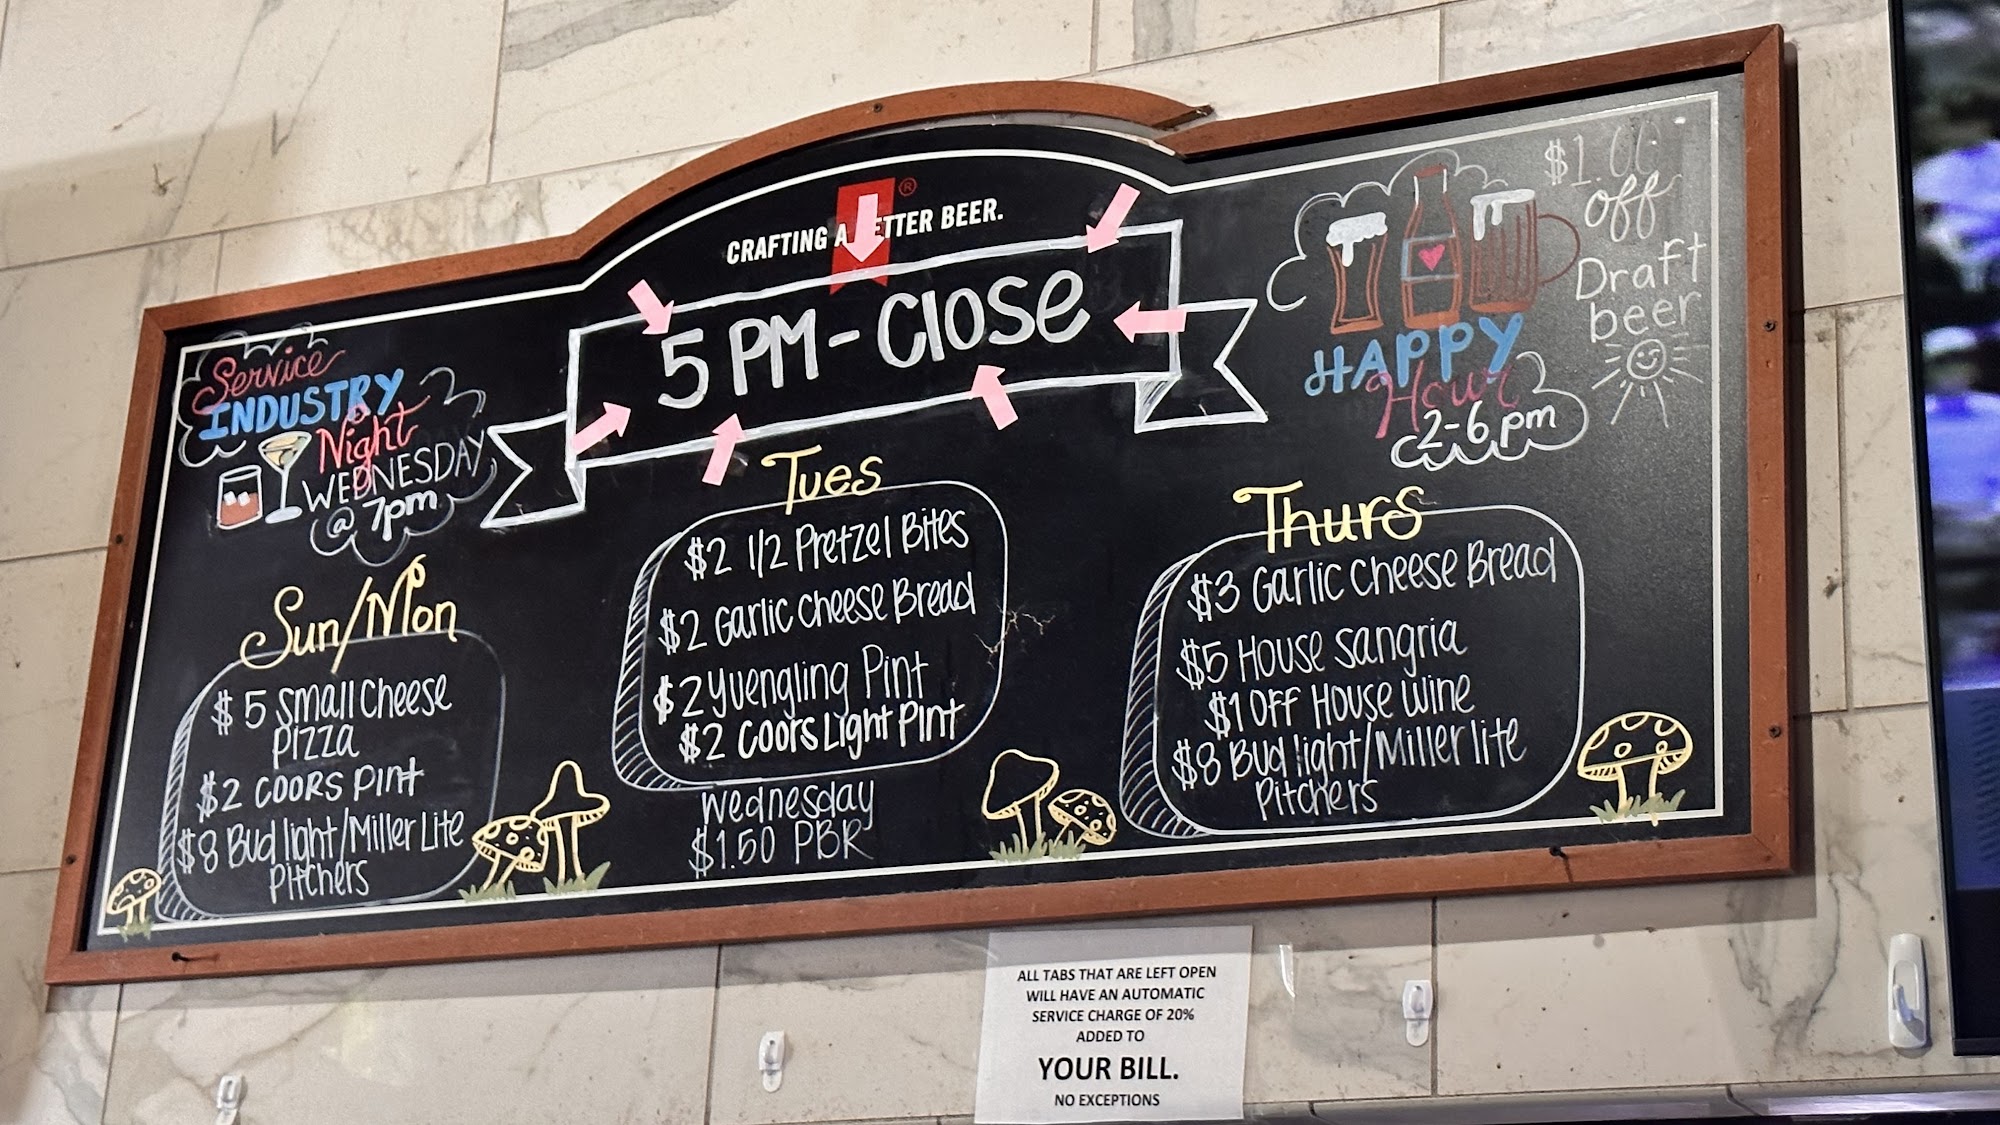 CRAFTING A BETTER BEER.
®
5 PM - Close
Service
INDUSTRY
Night
WEDNESDAY
@ 7pm
$1.00
off
Draft
beer
HAPPY
Hour
2-6 pm
Sun/Mon
$5 Small Cheese
Pizza
$2 COORS Pint
$8 Bud light/Miller Lite
Pitchers
Tues
$2 1/2 Pretzel Bites
$2 Garlic Cheese Bread
$2 Yuengling Pint
$2 Coors Light Pint
Wednesday
$1.50 PBR
Thurs
$3 Garlic Cheese Bread
$5 House Sangria
$1 OFF House Wine
$8 Bud light/Miller lite
Pitchers
ALL TABS THAT ARE LEFT OPEN
WILL HAVE AN AUTOMATIC
SERVICE CHARGE OF 20%
ADDED TO
YOUR BILL.
NO EXCEPTIONS